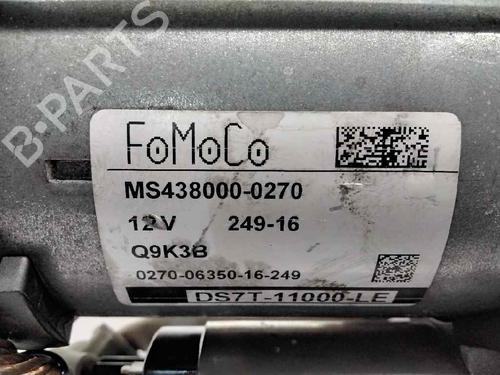 B-PARTS
FoMoCo
MS438000-0270
12V 249-16
Q9K3B
0270-06350-16-249
DS7T-11000-LE